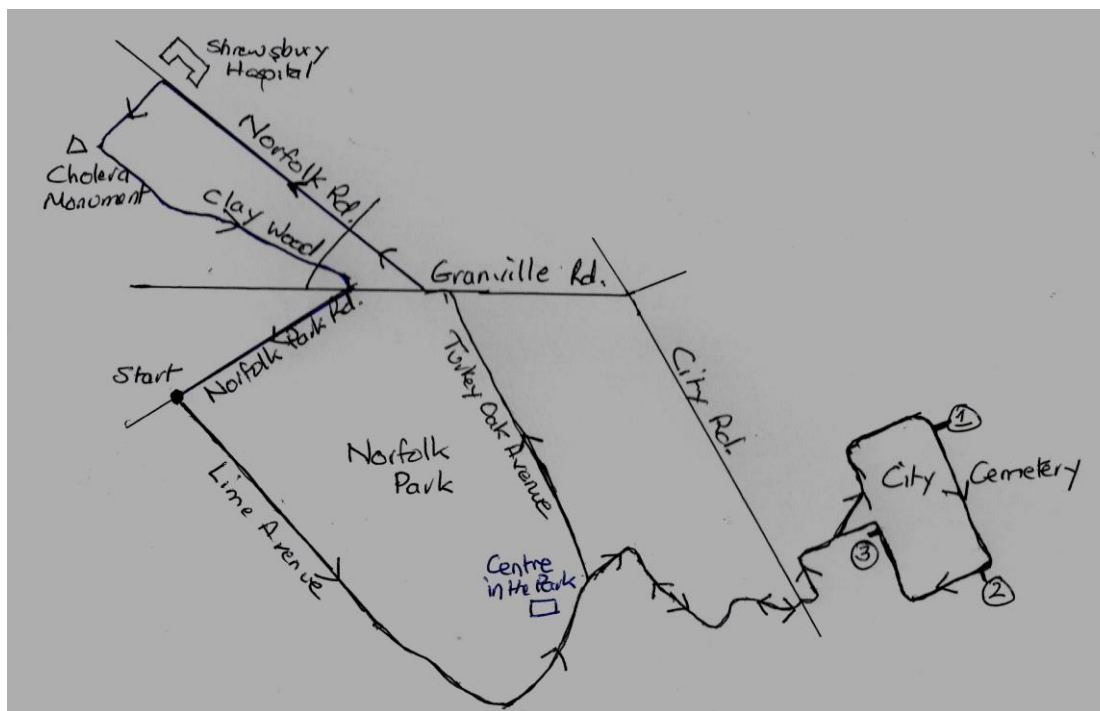 Shrewsbury
Hospital
Norfolk Rd.
Cholera
Monument
Clay Wood
Granville Rd.
Norfolk Park Rd.
Start
Turkey Oak Avenue
City Rd.
Norfolk
Park
Lime Avenue
1
City Cemetery
3
2
Centre
in the Park